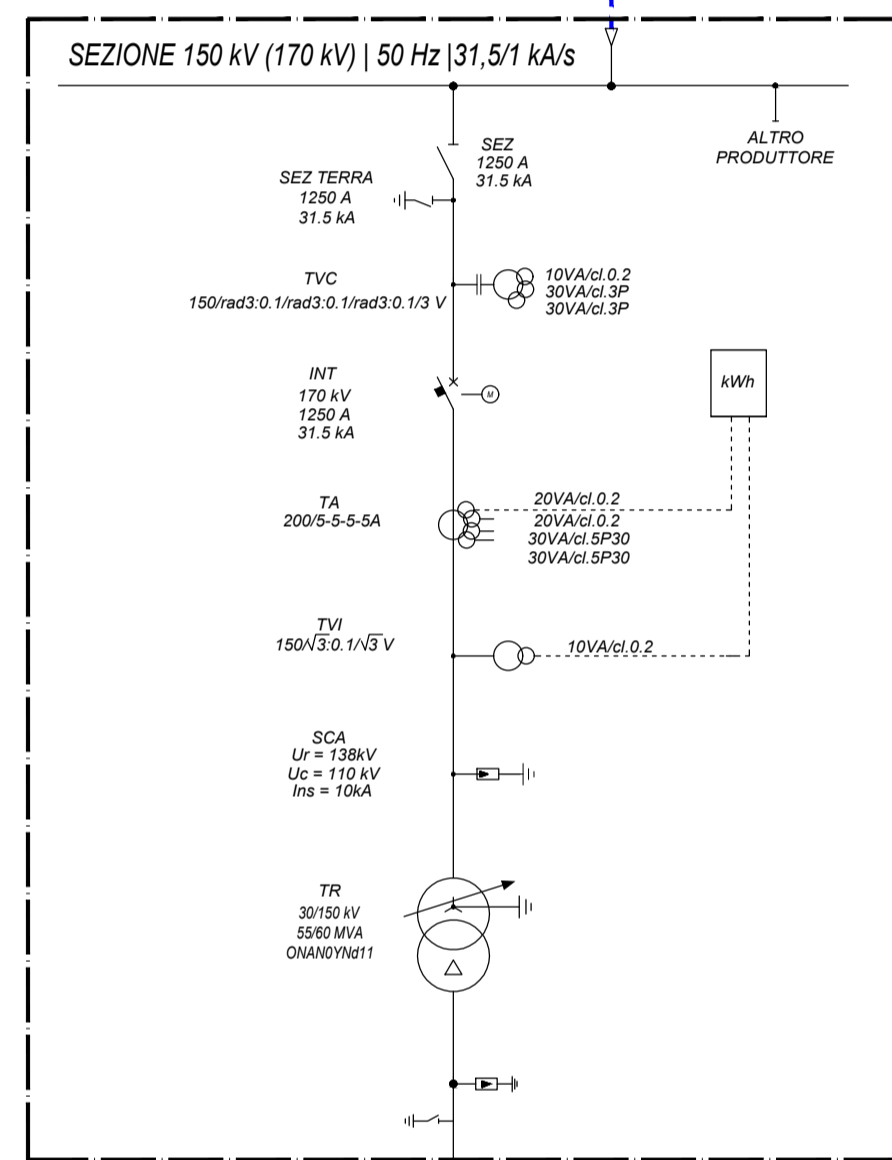 SEZIONE 150 kV (170 kV) | 50 Hz |31,5/1 kA/s
ALTRO
PRODUTTORE
SEZ
1250 A
31.5 kA
SEZ TERRA
1250 A
31.5 kA
TVC
150/rad3:0.1/rad3:0.1/rad3:0.1/3 V
10VA/cl.0.2
30VA/cl.3P
30VA/cl.3P
INT
170 kV
1250 A
31.5 kA
M
kWh
TA
200/5-5-5-5A
20VA/cl.0.2
20VA/cl.0.2
30VA/cl.5P30
30VA/cl.5P30
TVI
150/√3:0.1/√3 V
10VA/cl.0.2
SCA
Ur = 138kV
Uc = 110 kV
Ins = 10kA
TR
30/150 kV
55/60 MVA
ONAN0YNd11